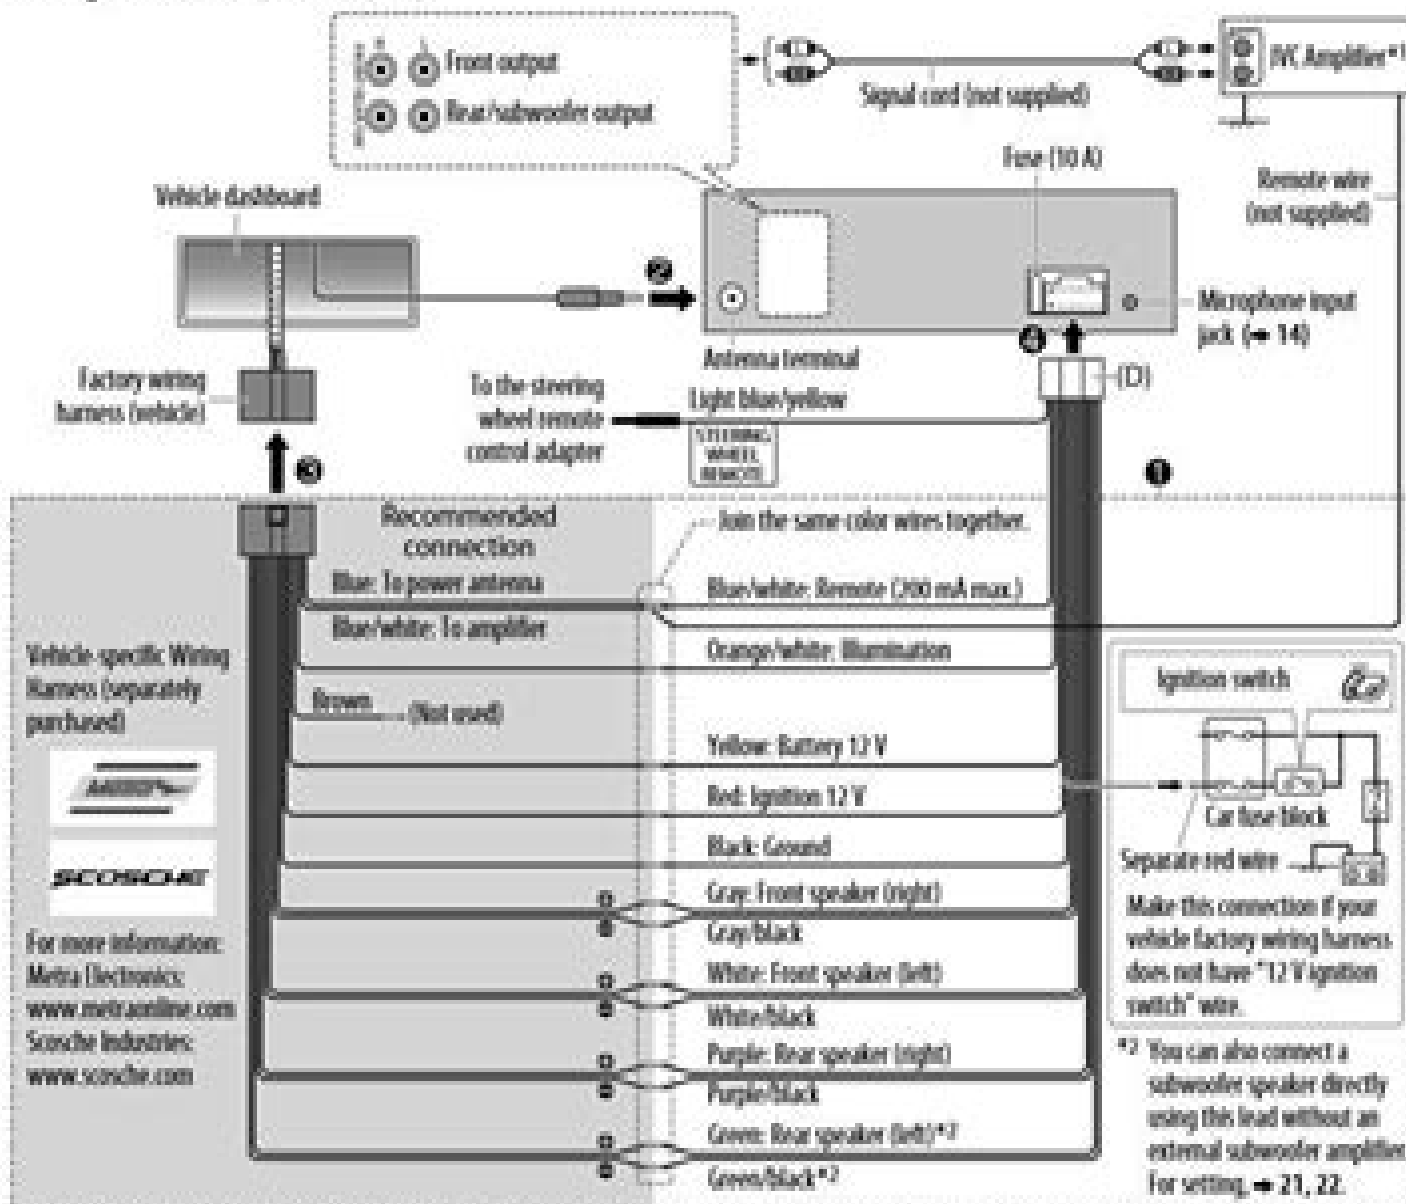 R L
Front output
Rear/subwoofer output
Signal cord (not supplied)
JVC Amplifier*1
Fuse (10 A)
Remote wire
(not supplied)
Vehicle dashboard
2
Microphone input
jack (➜ 14)
4
Antenna terminal
(D)
Factory wiring
harness (vehicle)
To the steering
wheel remote
control adapter
Light blue/yellow
STEERING
WHEEL
REMOTE
3
1
Recommended
connection
Join the same color wires together.
Blue: To power antenna
Blue/white: Remote (200 mA max.)
Blue/white: To amplifier
Orange/white: Illumination
Vehicle-specific Wiring
Harness (separately
purchased)
Brown
(Not used)
Ignition switch
Yellow: Battery 12 V
Red: Ignition 12 V
Car fuse block
Black: Ground
Separate red wire
SCOSCHE
Gray: Front speaker (right)
Gray/black
Make this connection if your
vehicle factory wiring harness
does not have "12 V ignition
switch" wire.
For more information:
Metra Electronics:
www.metraonline.com
Scosche Industries:
www.scosche.com
White: Front speaker (left)
White/black
Purple: Rear speaker (right)
Purple/black
Green: Rear speaker (left)*2
Green/black*2
*2 You can also connect a
subwoofer speaker directly
using this lead without an
external subwoofer amplifier.
For setting, ➜ 21, 22.